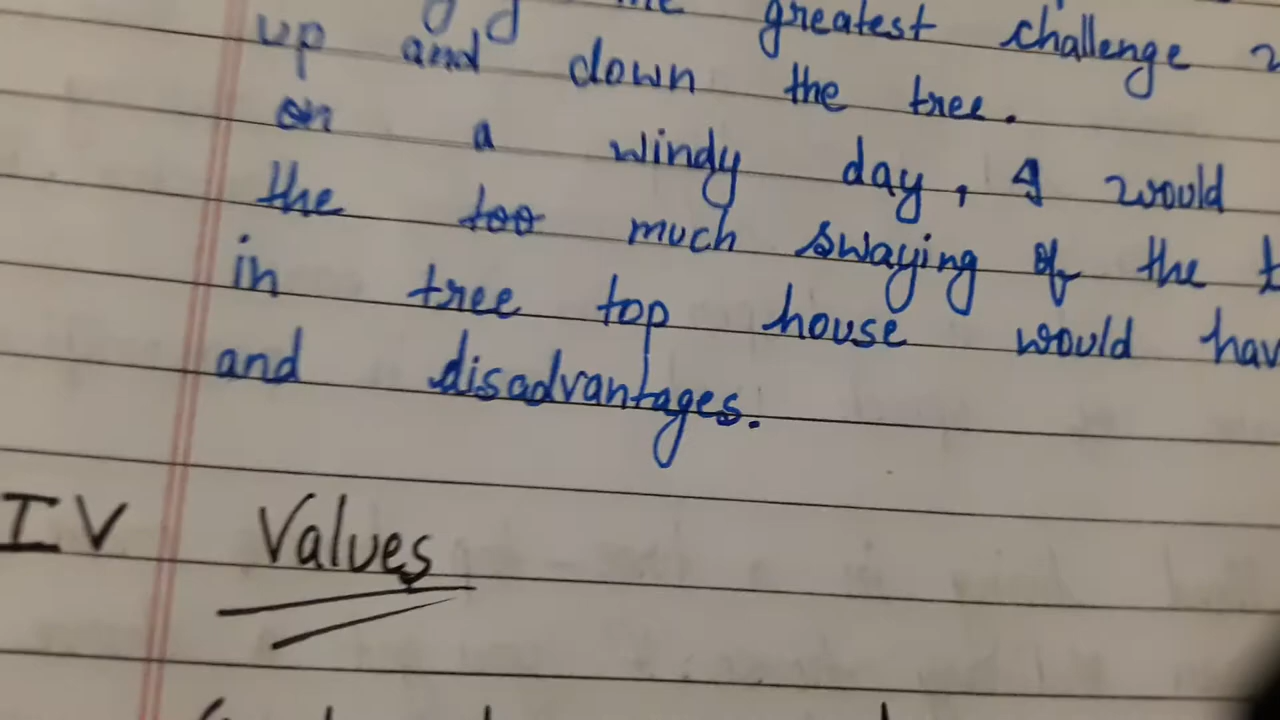 greatest challenge
up and down the tree.
on a windy day, I would
the too much swaying of the
in tree top house would hav
and disadvantages.
IV Values